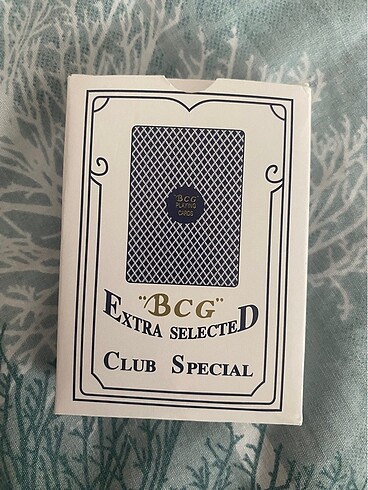 "BCG
PLAYING
CARDS
"BCG"
EXTRA SELECTED
CLUB SPECIAL